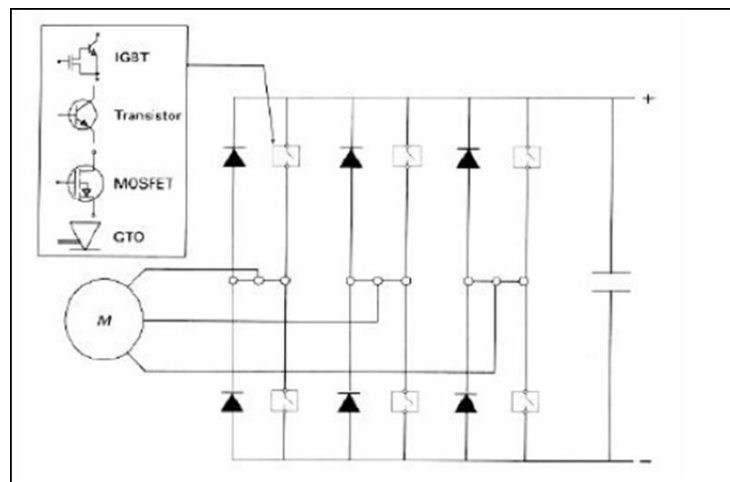 IGBT
Transistor
MOSFET
GTO
M
+
−